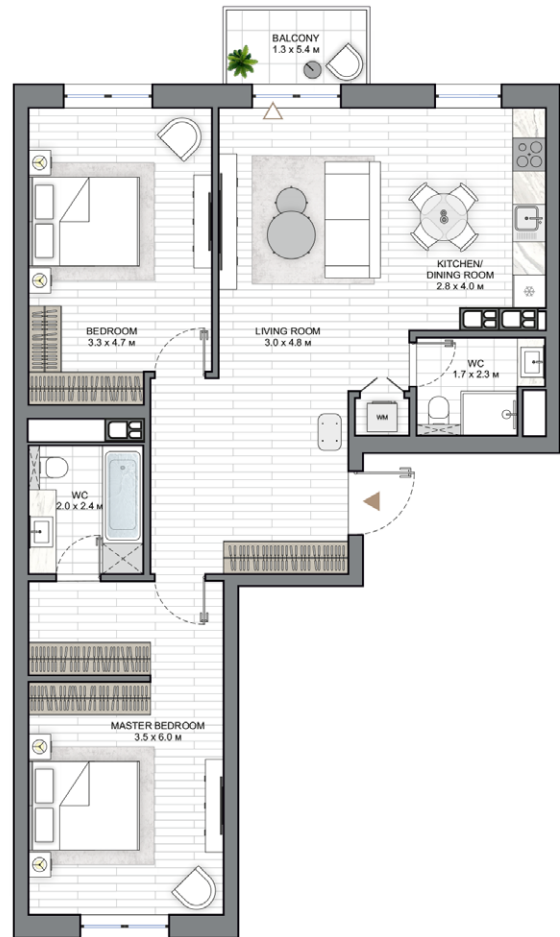 BALCONY
1.3 x 5.4 м
KITCHEN/
DINING ROOM
2.8 x 4.0 м
BEDROOM
3.3 x 4.7 м
LIVING ROOM
3.0 x 4.8 м
WC
1.7 x 2.3 м
WM
WC
2.0 x 2.4 м
MASTER BEDROOM
3.5 x 6.0 м